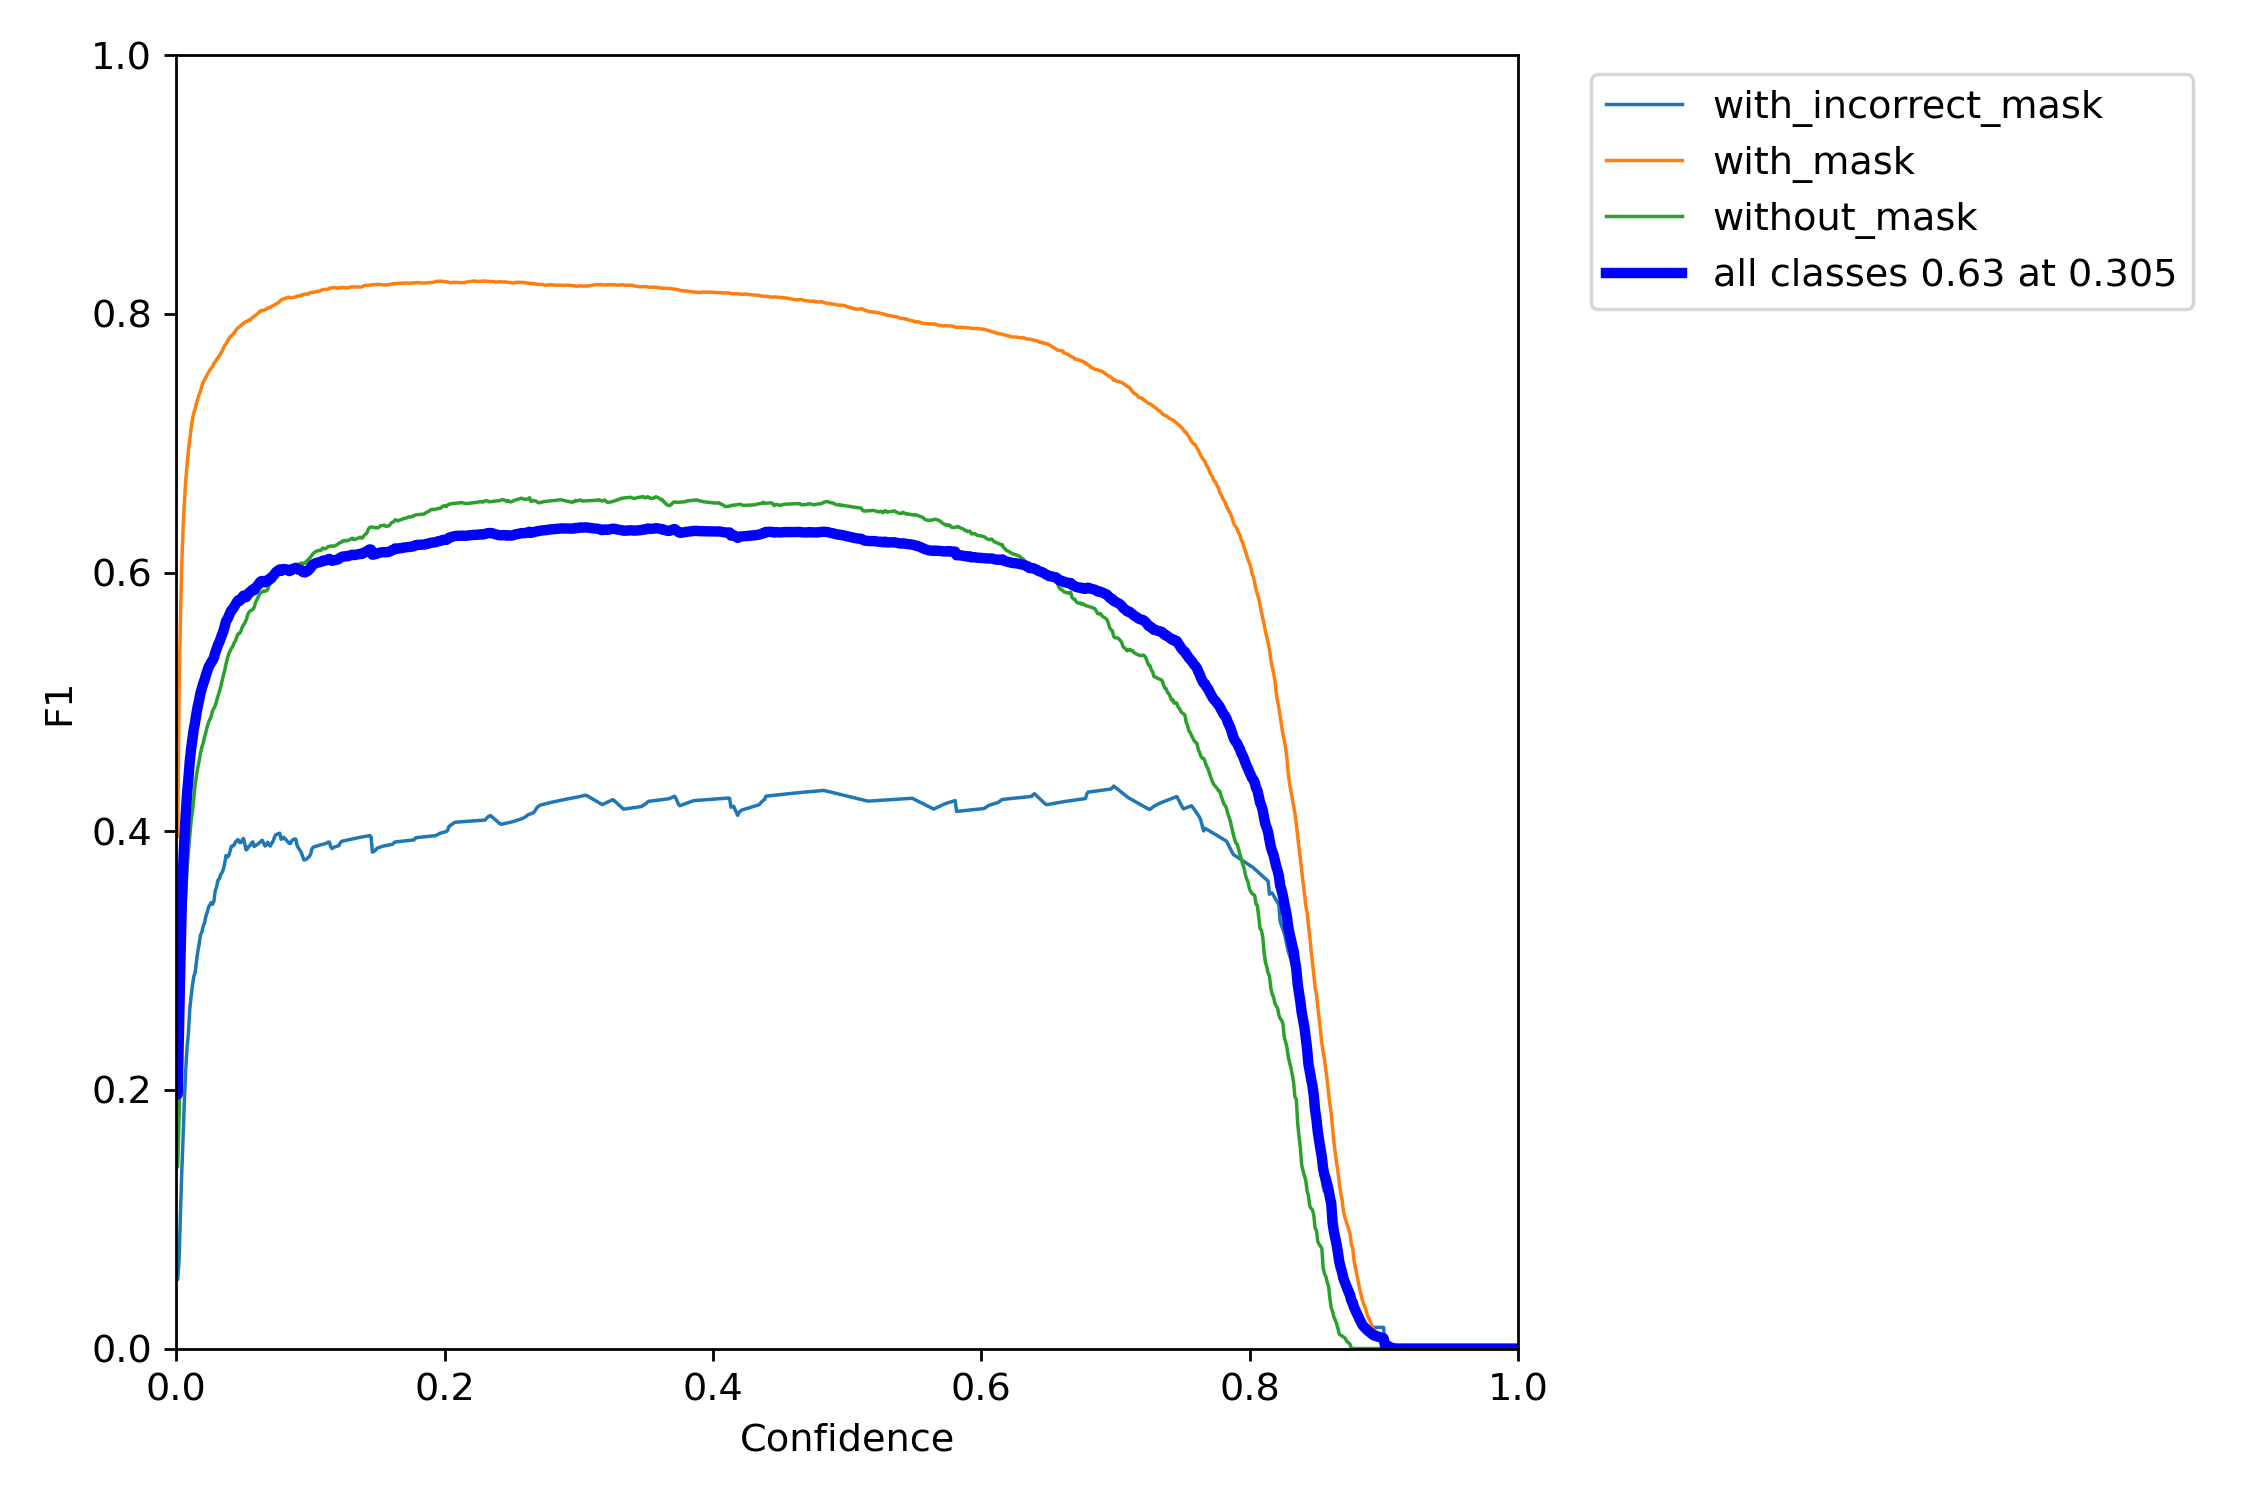 1.0
0.8
0.6
0.4
0.2
0.0
F1
0.0 0.2 0.4 0.6 0.8 1.0
Confidence
with_incorrect_mask
with_mask
without_mask
all classes 0.63 at 0.305